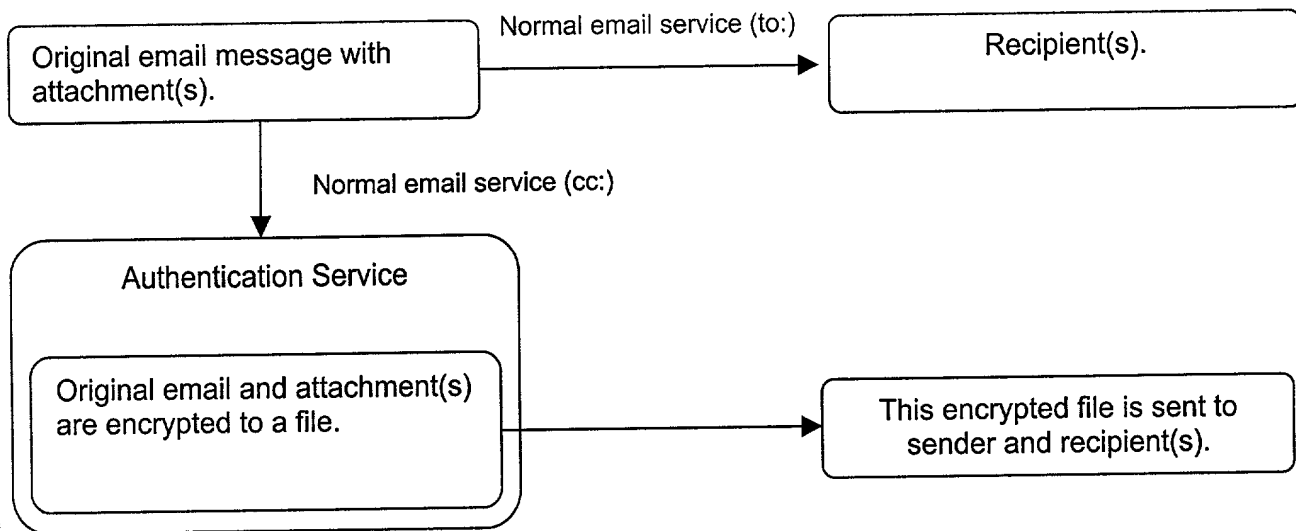 Normal email service (to:)
Original email message with
attachment(s).
Recipient(s).
Normal email service (cc:)
Authentication Service
Original email and attachment(s)
are encrypted to a file.
This encrypted file is sent to
sender and recipient(s).